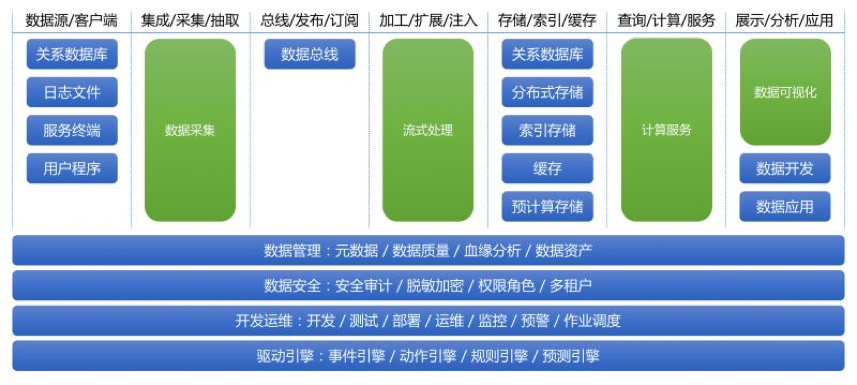 数据源/客户端
集成/采集/抽取
总线/发布/订阅
加工/扩展/注入
存储/索引/缓存
查询/计算/服务
展示/分析/应用
关系数据库
日志文件
服务终端
用户程序
数据采集
数据总线
流式处理
关系数据库
分布式存储
索引存储
缓存
预计算存储
计算服务
数据可视化
数据开发
数据应用
数据管理：元数据 / 数据质量 / 血缘分析 / 数据资产
数据安全：安全审计 / 脱敏加密 / 权限角色 / 多租户
开发运维：开发 / 测试 / 部署 / 运维 / 监控 / 预警 / 作业调度
驱动引擎：事件引擎 / 动作引擎 / 规则引擎 / 预测引擎